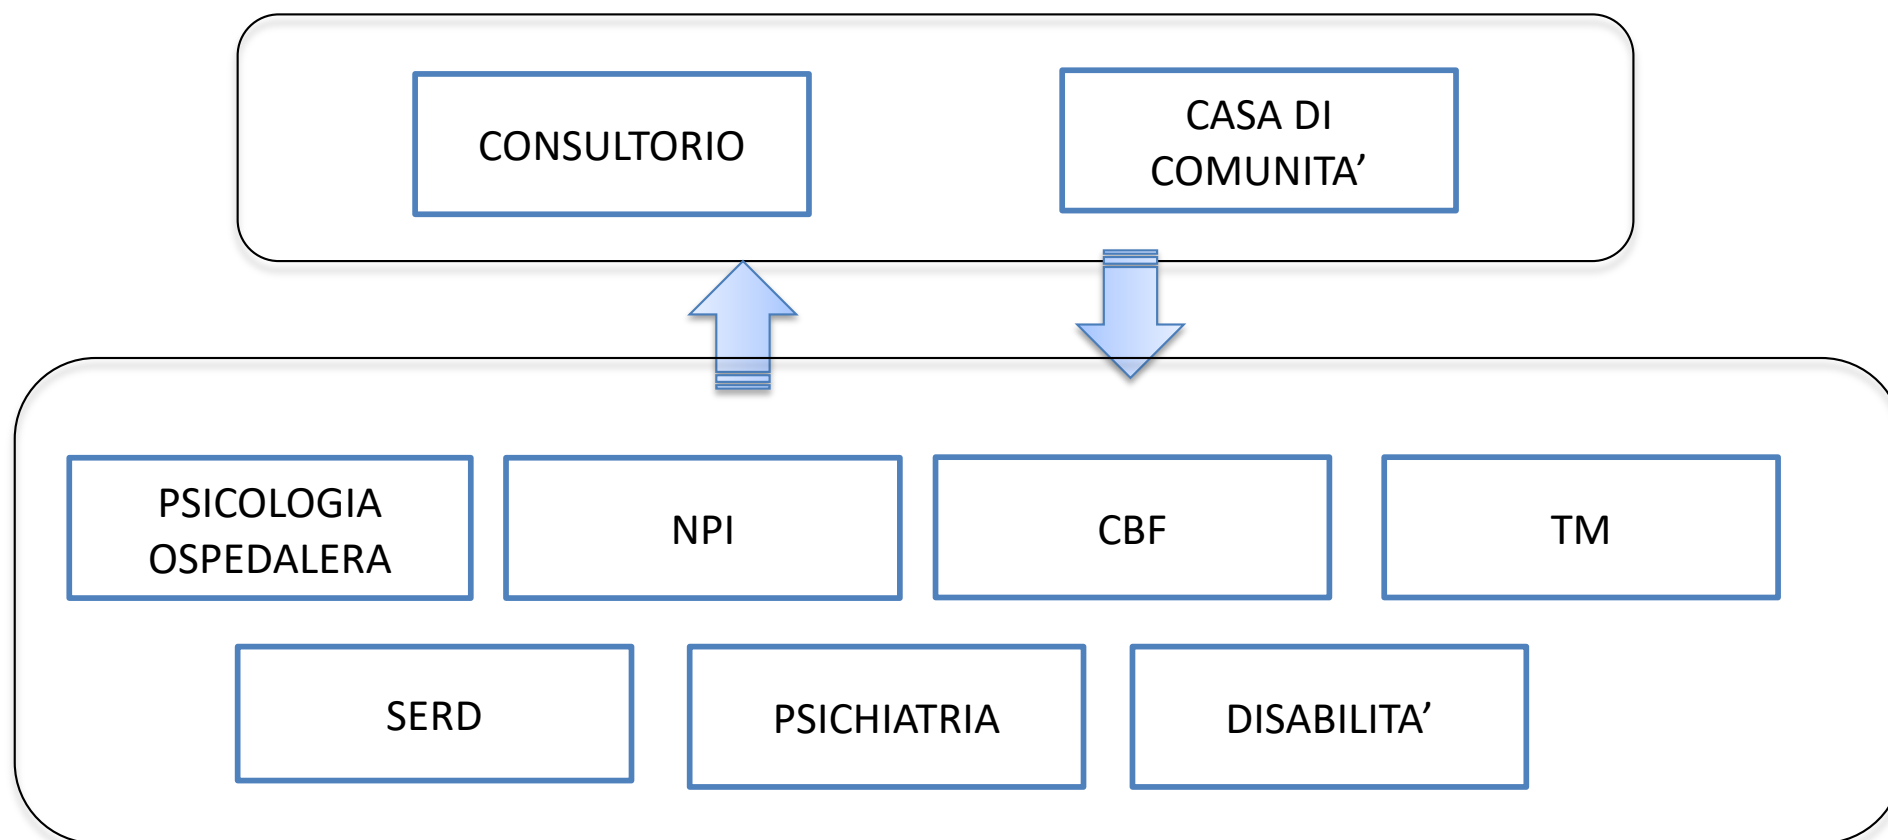 CONSULTORIO
CASA DI
COMUNITA’
PSICOLOGIA
OSPEDALERA
NPI
CBF
TM
SERD
PSICHIATRIA
DISABILITA’